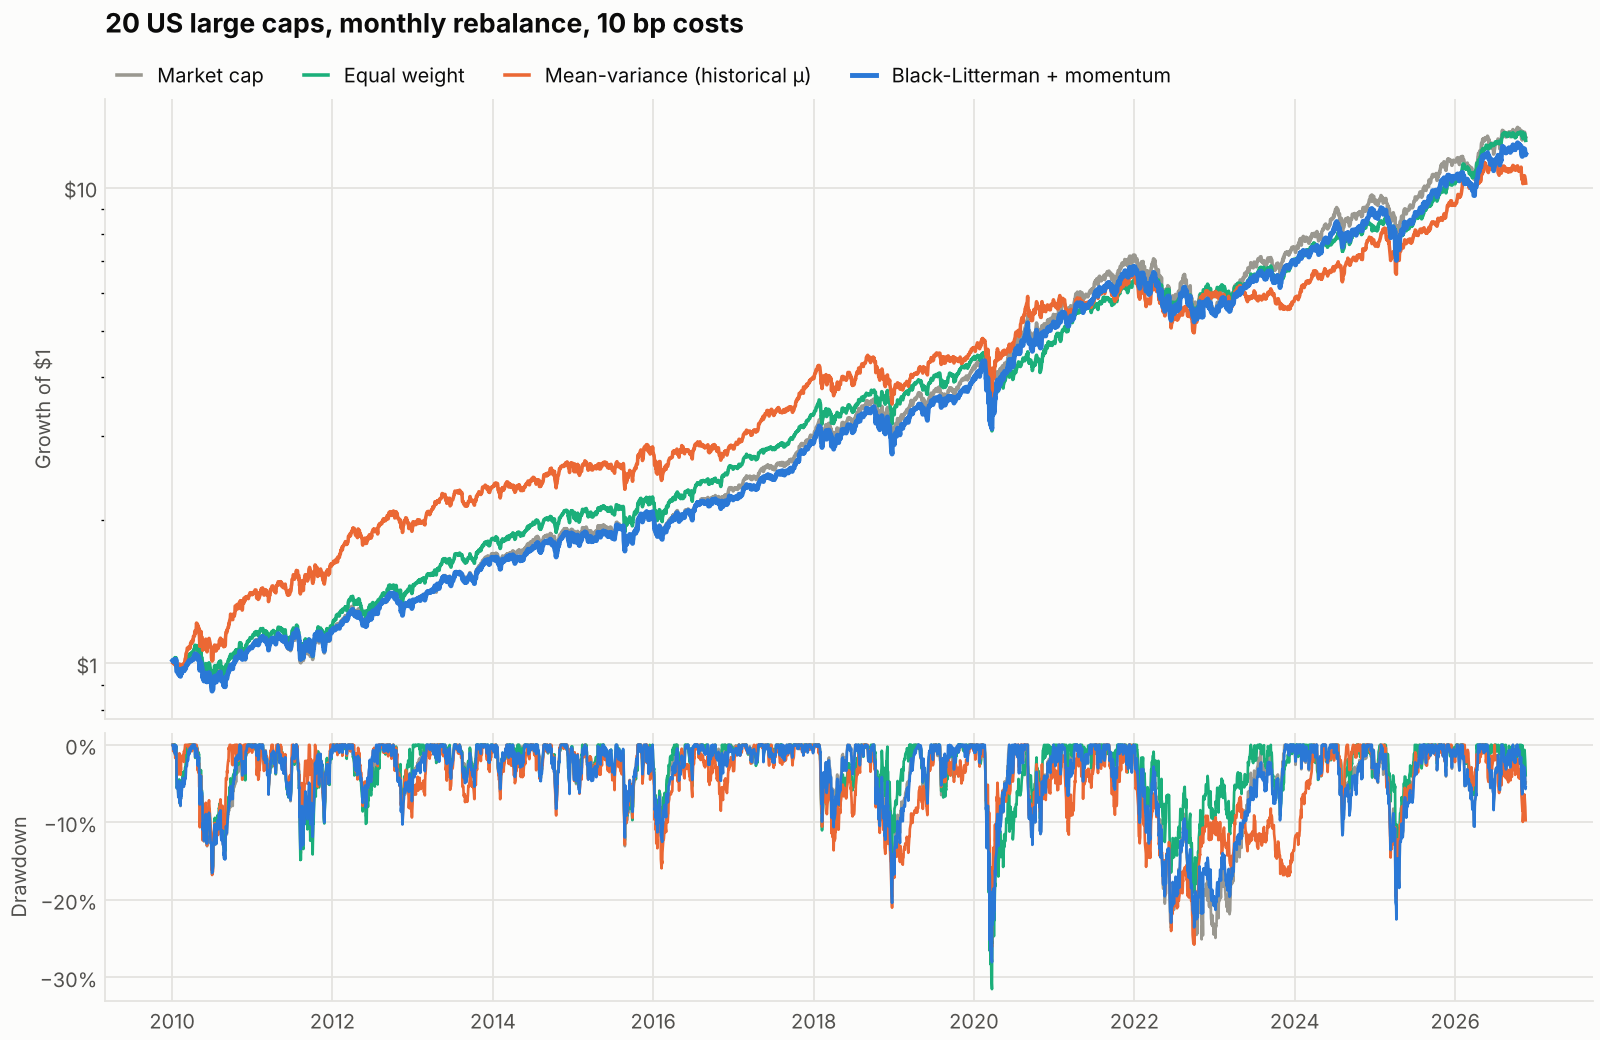 20 US large caps, monthly rebalance, 10 bp costs
Market cap
Equal weight
Mean-variance (historical μ)
Black-Litterman + momentum
Growth of $1
$10
$1
Drawdown
0%
−10%
−20%
−30%
2010
2012
2014
2016
2018
2020
2022
2024
2026